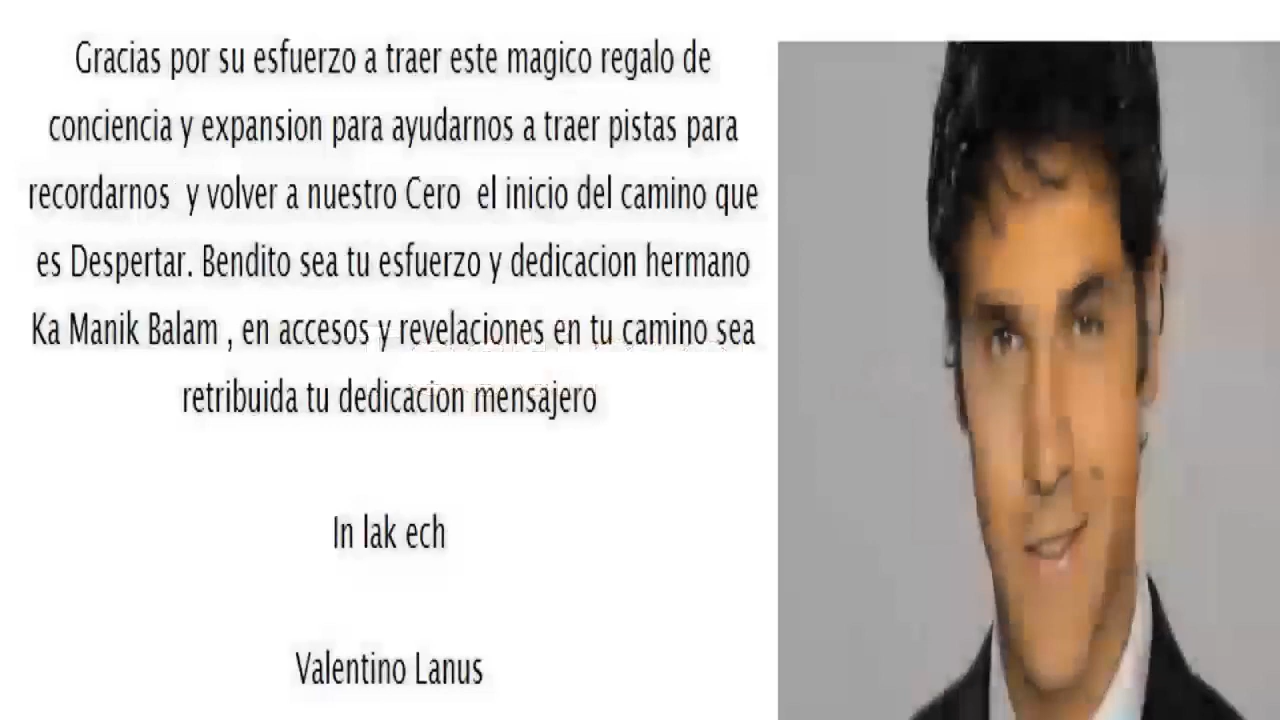 Gracias por su esfuerzo a traer este magico regalo de
conciencia y expansion para ayudarnos a traer pistas para
recordarnos y volver a nuestro Cero el inicio del camino que
es Despertar. Bendito sea tu esfuerzo y dedicacion hermano
Ka Manik Balam , en accesos y revelaciones en tu camino sea
retribuida tu dedicacion mensajero
In lak ech
Valentino Lanus